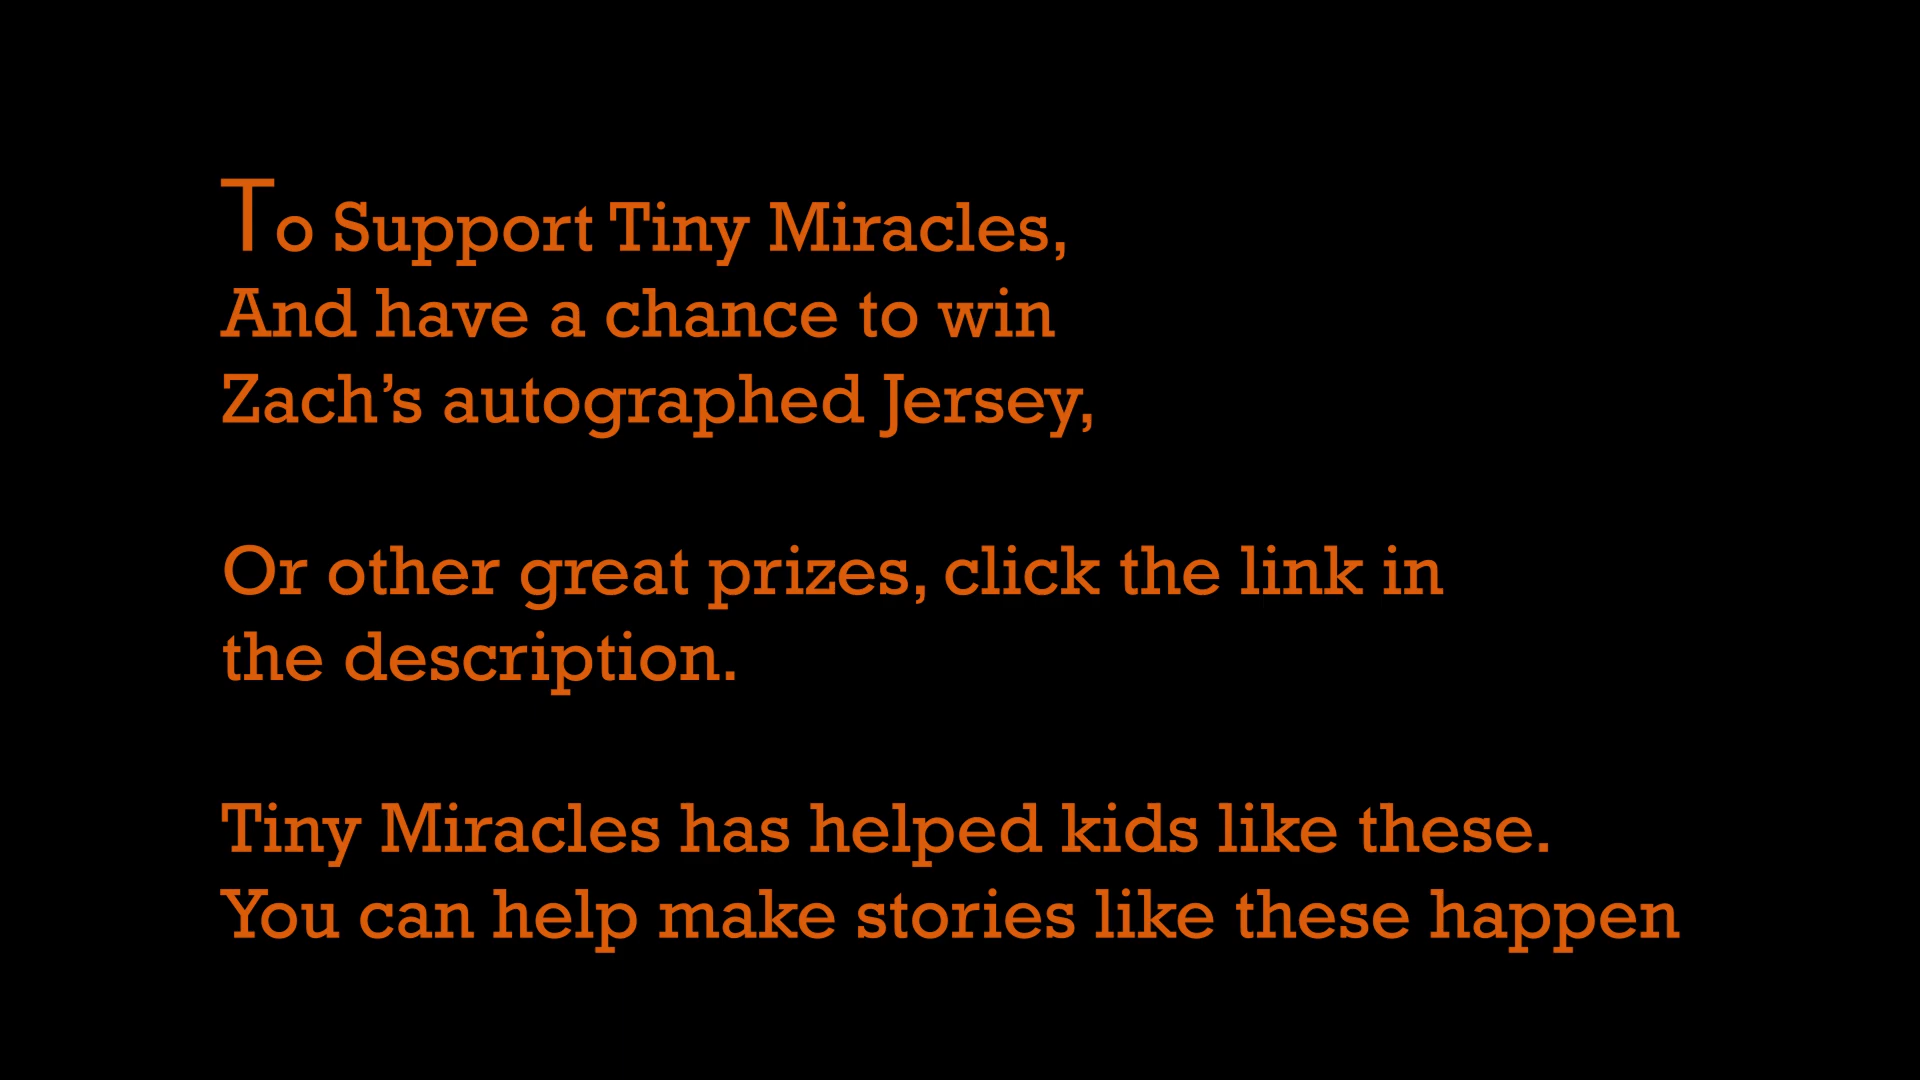 To Support Tiny Miracles,
And have a chance to win
Zach’s autographed Jersey,
Or other great prizes, click the link in
the description.
Tiny Miracles has helped kids like these.
You can help make stories like these happen